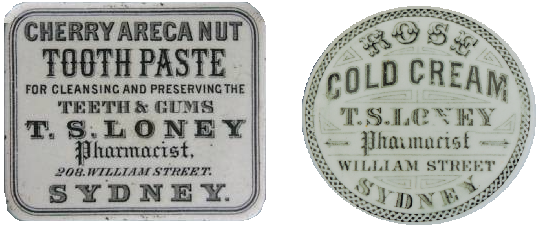 CHERRY ARECA NUT
TOOTH PASTE
FOR CLEANSING AND PRESERVING THE
TEETH & GUMS
T. S. LONEY
Pharmacist,
208. WILLIAM STREET.
SYDNEY.
ROSE
COLD CREAM
T. S. LONEY
Pharmacist
WILLIAM STREET
SYDNEY